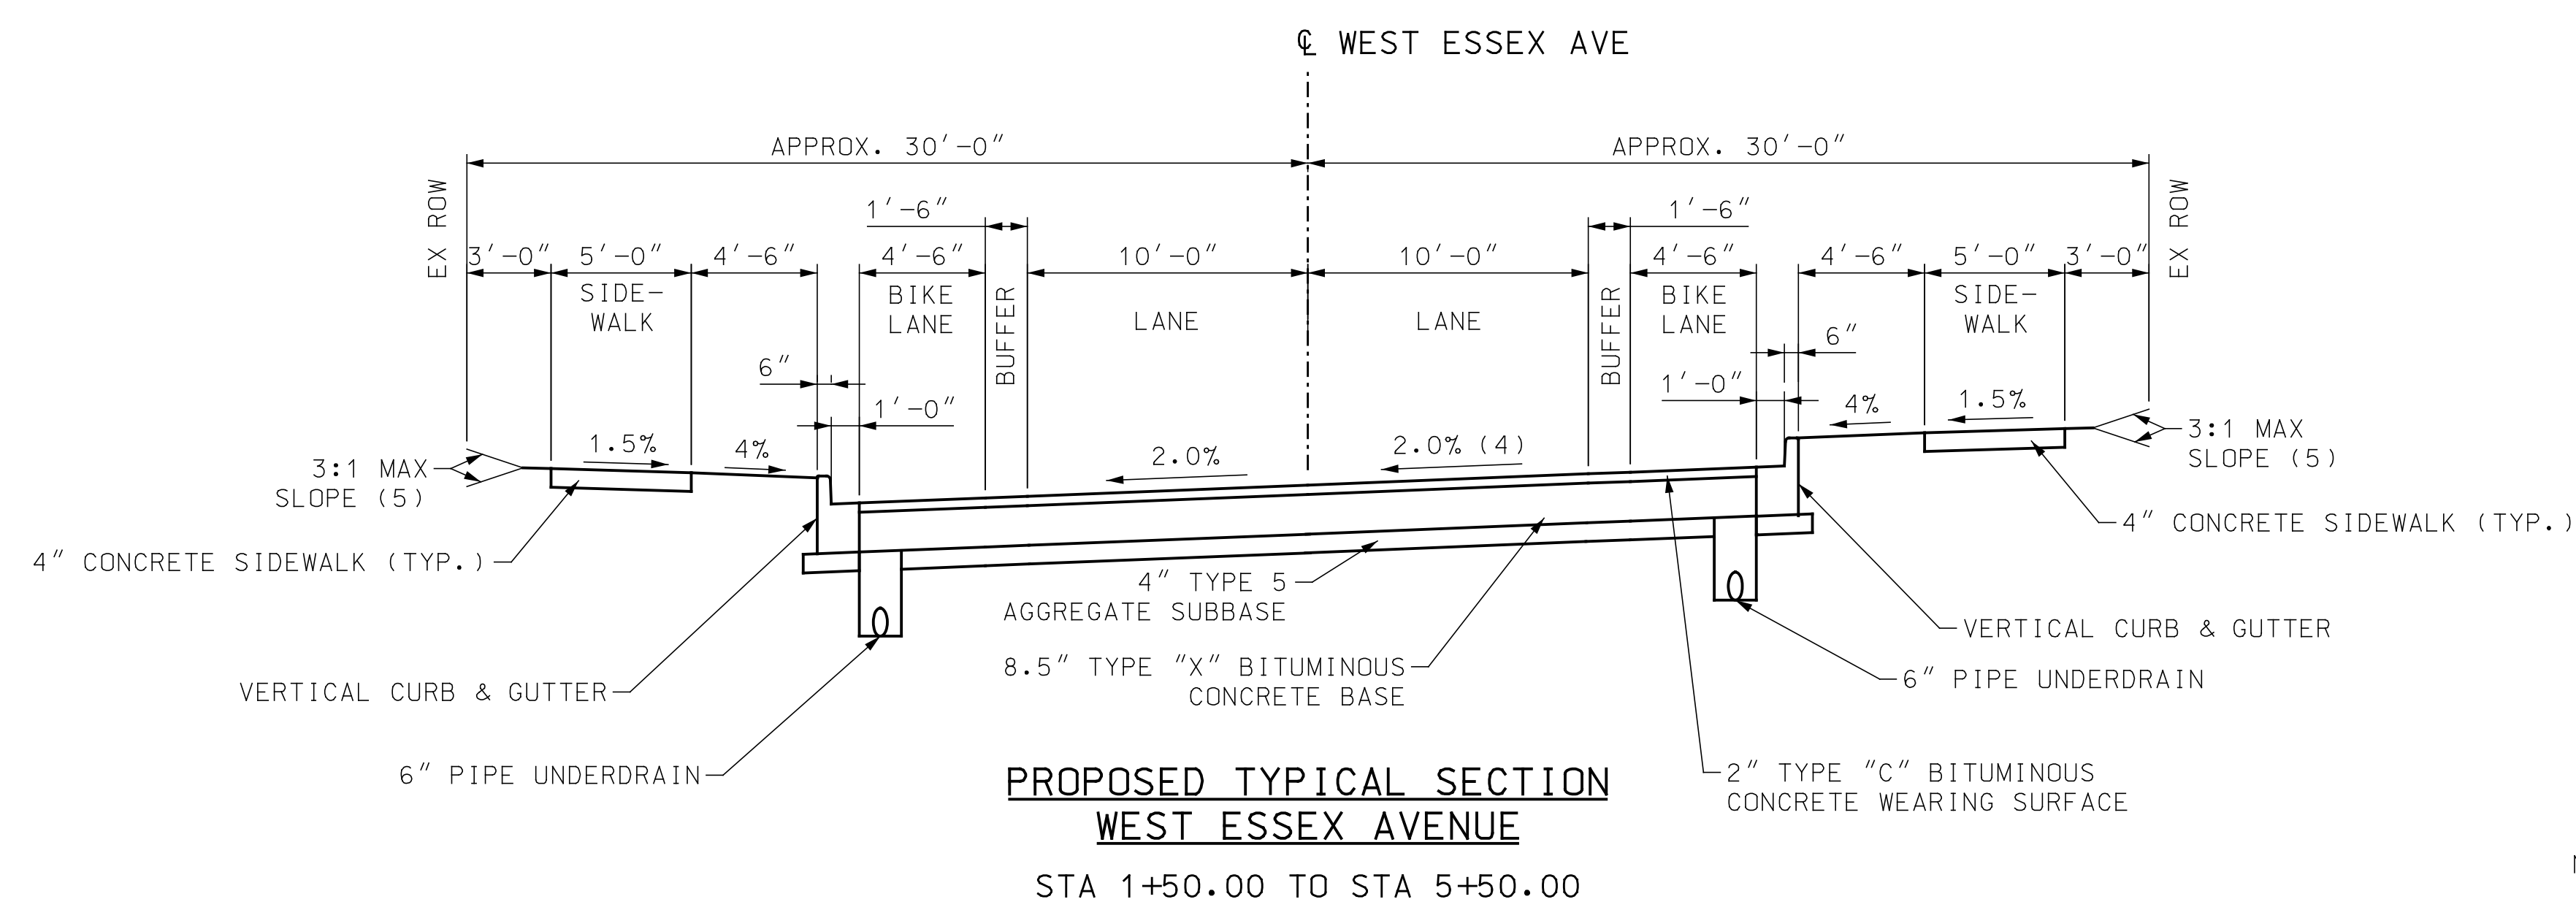 ℄ WEST ESSEX AVE
APPROX. 30'-0"
APPROX. 30'-0"
EX ROW
EX ROW
1'-6"
1'-6"
3'-0"
5'-0"
4'-6"
4'-6"
10'-0"
10'-0"
4'-6"
4'-6"
5'-0"
3'-0"
SIDE-
WALK
BIKE
LANE
BUFFER
LANE
LANE
BUFFER
BIKE
LANE
SIDE-
WALK
6"
6"
1'-0"
1'-0"
1.5%
4%
2.0%
2.0% (4)
4%
1.5%
3:1 MAX
SLOPE (5)
3:1 MAX
SLOPE (5)
4" CONCRETE SIDEWALK (TYP.)
4" CONCRETE SIDEWALK (TYP.)
4" TYPE 5
AGGREGATE SUBBASE
VERTICAL CURB & GUTTER
8.5" TYPE "X" BITUMINOUS
CONCRETE BASE
VERTICAL CURB & GUTTER
6" PIPE UNDERDRAIN
6" PIPE UNDERDRAIN
2" TYPE "C" BITUMINOUS
CONCRETE WEARING SURFACE
PROPOSED TYPICAL SECTION
WEST ESSEX AVENUE
STA 1+50.00 TO STA 5+50.00